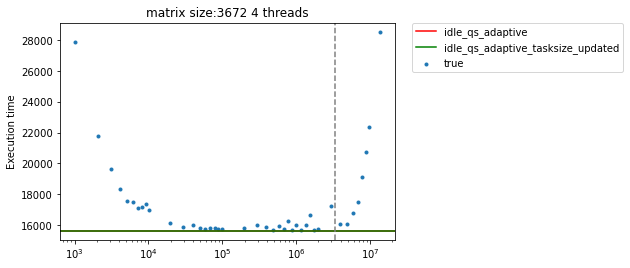 matrix size:3672 4 threads
Execution time
28000
26000
24000
22000
20000
18000
16000
10³
10⁴
10⁵
10⁶
10⁷
idle_qs_adaptive
idle_qs_adaptive_tasksize_updated
true